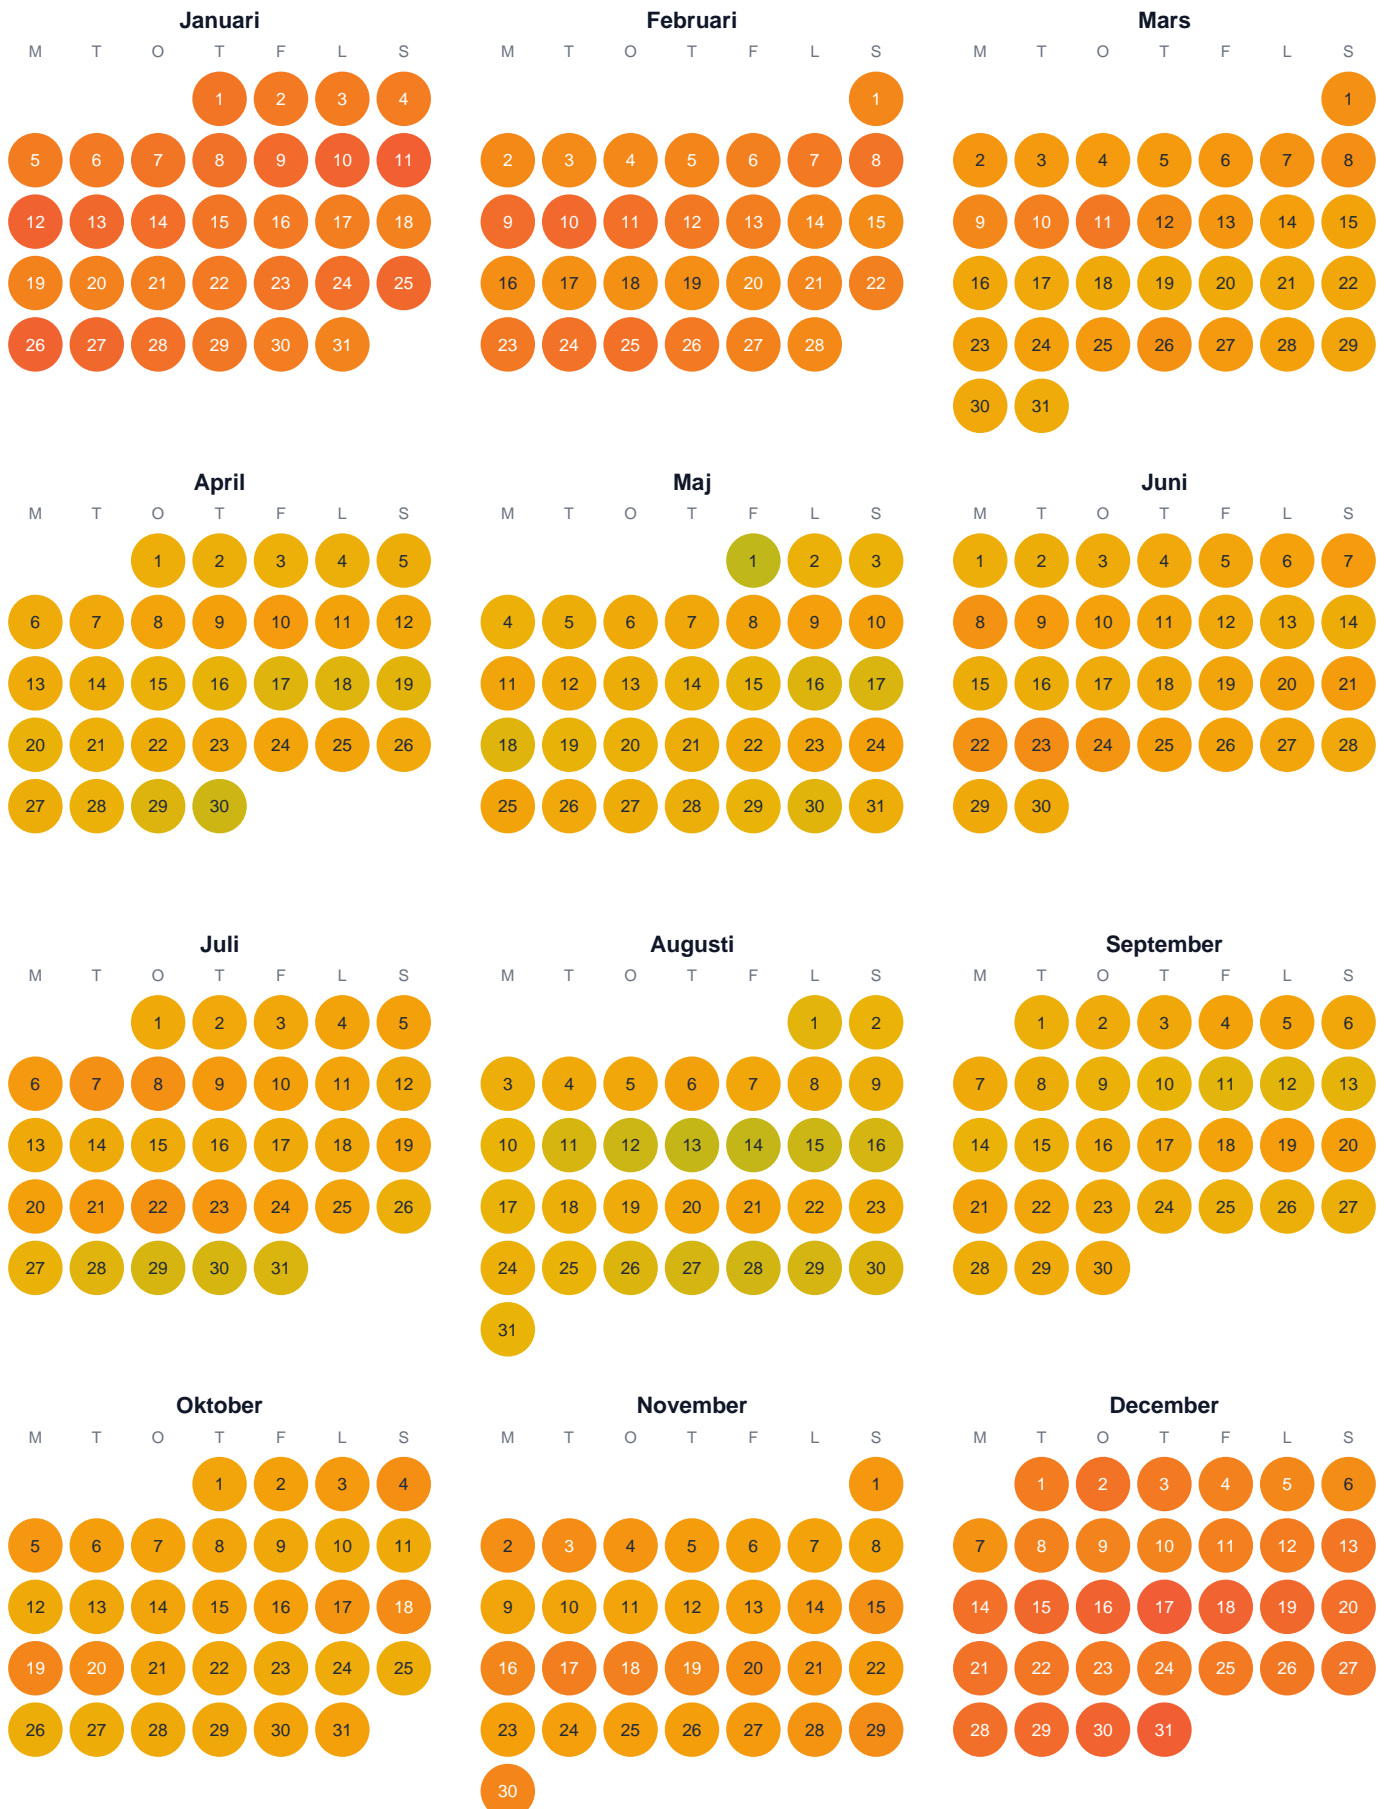 Januari Februari Mars
M T O T F L S M T O T F L S M T O T F L S
1 2 3 4 1 1
5 6 7 8 9 10 11 2 3 4 5 6 7 8 2 3 4 5 6 7 8
12 13 14 15 16 17 18 9 10 11 12 13 14 15 9 10 11 12 13 14 15
19 20 21 22 23 24 25 16 17 18 19 20 21 22 16 17 18 19 20 21 22
26 27 28 29 30 31 23 24 25 26 27 28 23 24 25 26 27 28 29
30 31
April Maj Juni
M T O T F L S M T O T F L S M T O T F L S
1 2 3 4 5 1 2 3 1 2 3 4 5 6 7
6 7 8 9 10 11 12 4 5 6 7 8 9 10 8 9 10 11 12 13 14
13 14 15 16 17 18 19 11 12 13 14 15 16 17 15 16 17 18 19 20 21
20 21 22 23 24 25 26 18 19 20 21 22 23 24 22 23 24 25 26 27 28
27 28 29 30 25 26 27 28 29 30 31 29 30
Juli Augusti September
M T O T F L S M T O T F L S M T O T F L S
1 2 3 4 5 1 2 1 2 3 4 5 6
6 7 8 9 10 11 12 3 4 5 6 7 8 9 7 8 9 10 11 12 13
13 14 15 16 17 18 19 10 11 12 13 14 15 16 14 15 16 17 18 19 20
20 21 22 23 24 25 26 17 18 19 20 21 22 23 21 22 23 24 25 26 27
27 28 29 30 31 24 25 26 27 28 29 30 28 29 30
31
Oktober November December
M T O T F L S M T O T F L S M T O T F L S
1 2 3 4 1 1 2 3 4 5 6
5 6 7 8 9 10 11 2 3 4 5 6 7 8 7 8 9 10 11 12 13
12 13 14 15 16 17 18 9 10 11 12 13 14 15 14 15 16 17 18 19 20
19 20 21 22 23 24 25 16 17 18 19 20 21 22 21 22 23 24 25 26 27
26 27 28 29 30 31 23 24 25 26 27 28 29 28 29 30 31
30